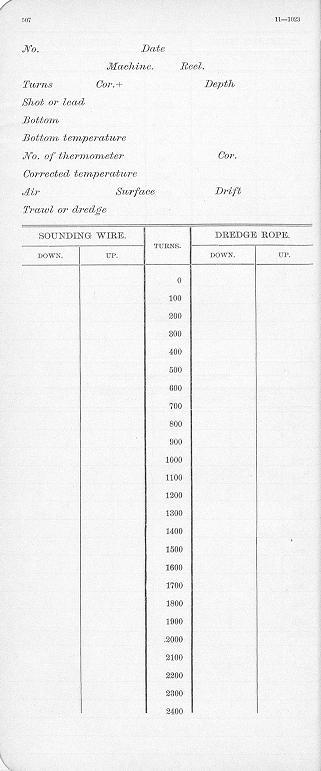 507 11—1023
No. Date
Machine. Reel.
Turns Cor.+ Depth
Shot or lead
Bottom
Bottom temperature
No. of thermometer Cor.
Corrected temperature
Air Surface Drift
Trawl or dredge
SOUNDING WIRE. TURNS. DREDGE ROPE.
DOWN. UP. DOWN. UP.
0
100
200
300
400
500
600
700
800
900
1000
1100
1200
1300
1400
1500
1600
1700
1800
1900
2000
2100
2200
2300
2400